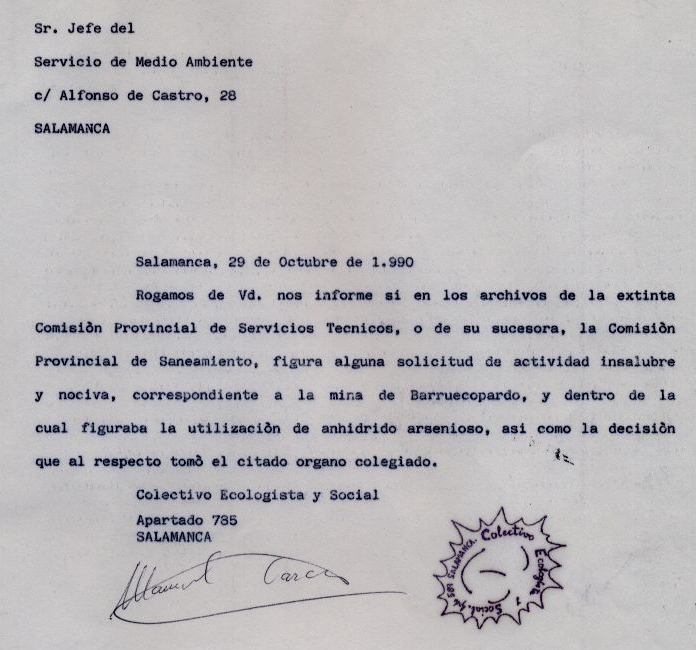 Sr. Jefe del
Servicio de Medio Ambiente
c/ Alfonso de Castro, 28
SALAMANCA
Salamanca, 29 de Octubre de 1.990
Rogamos de Vd. nos informe si en los archivos de la extinta
Comisiòn Provincial de Servicios Tecnicos, o de su sucesora, la Comisiòn
Provincial de Saneamiento, figura alguna solicitud de actividad insalubre
y nociva, correspondiente a la mina de Barruecopardo, y dentro de la
cual figuraba la utilizaciòn de anhidrido arsenioso, asi como la decisiòn
que al respecto tomò el citado organo colegiado.
Colectivo Ecologista y Social
Apartado 785
SALAMANCA
Manuel Garcia
Colectivo Ecologista y Social. 785 SALAMANCA.